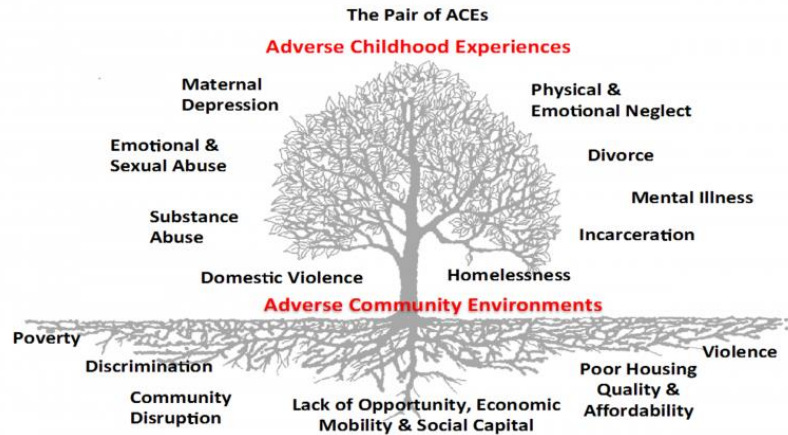 The Pair of ACEs
Adverse Childhood Experiences
Maternal
Depression
Physical &
Emotional Neglect
Emotional &
Sexual Abuse
Divorce
Mental Illness
Substance
Abuse
Incarceration
Domestic Violence
Homelessness
Adverse Community Environments
Poverty
Violence
Discrimination
Poor Housing
Quality &
Affordability
Community
Disruption
Lack of Opportunity, Economic
Mobility & Social Capital